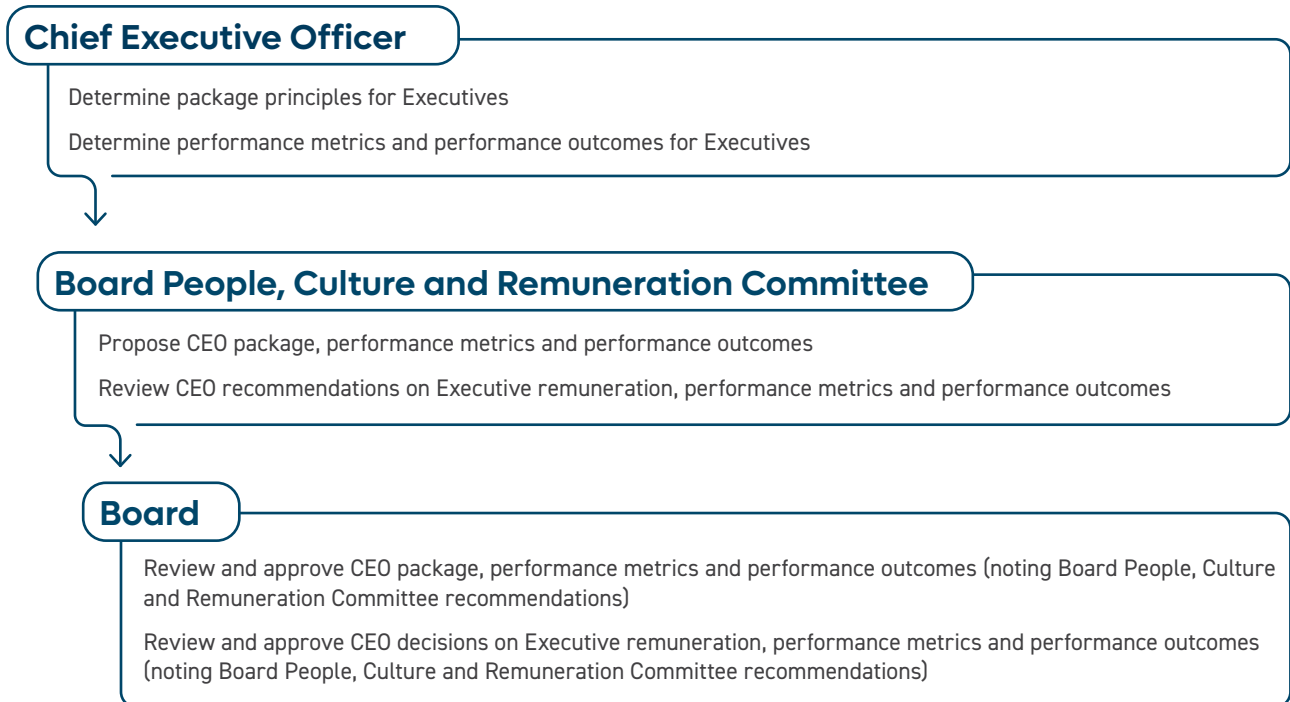 Chief Executive Officer
Determine package principles for Executives
Determine performance metrics and performance outcomes for Executives
Board People, Culture and Remuneration Committee
Propose CEO package, performance metrics and performance outcomes
Review CEO recommendations on Executive remuneration, performance metrics and performance outcomes
Board
Review and approve CEO package, performance metrics and performance outcomes (noting Board People, Culture
and Remuneration Committee recommendations)
Review and approve CEO decisions on Executive remuneration, performance metrics and performance outcomes
(noting Board People, Culture and Remuneration Committee recommendations)